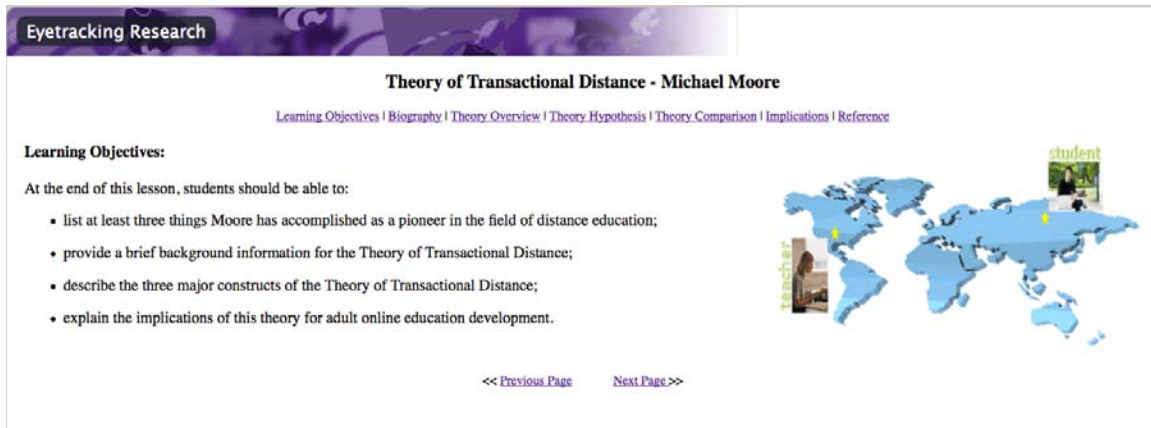 Eyetracking Research
Theory of Transactional Distance - Michael Moore
Learning Objectives | Biography | Theory Overview | Theory Hypothesis | Theory Comparison | Implications | Reference
Learning Objectives:
At the end of this lesson, students should be able to:
• list at least three things Moore has accomplished as a pioneer in the field of distance education;
• provide a brief background information for the Theory of Transactional Distance;
• describe the three major constructs of the Theory of Transactional Distance;
• explain the implications of this theory for adult online education development.
student
teacher
<< Previous Page Next Page >>